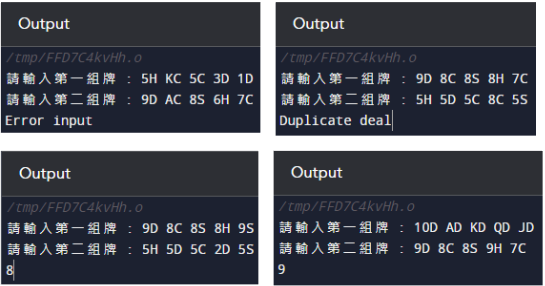 Output
/tmp/FFD7C4kvHh.o
請輸入第一組牌 : 5H KC 5C 3D 1D
請輸入第二組牌 : 9D AC 8S 6H 7C
Error input
Output
/tmp/FFD7C4kvHh.o
請輸入第一組牌 : 9D 8C 8S 8H 7C
請輸入第二組牌 : 5H 5D 5C 8C 5S
Duplicate deal
Output
/tmp/FFD7C4kvHh.o
請輸入第一組牌 : 9D 8C 8S 8H 9S
請輸入第二組牌 : 5H 5D 5C 2D 5S
8
Output
/tmp/FFD7C4kvHh.o
請輸入第一組牌 : 10D AD KD QD JD
請輸入第二組牌 : 9D 8C 8S 9H 7C
9